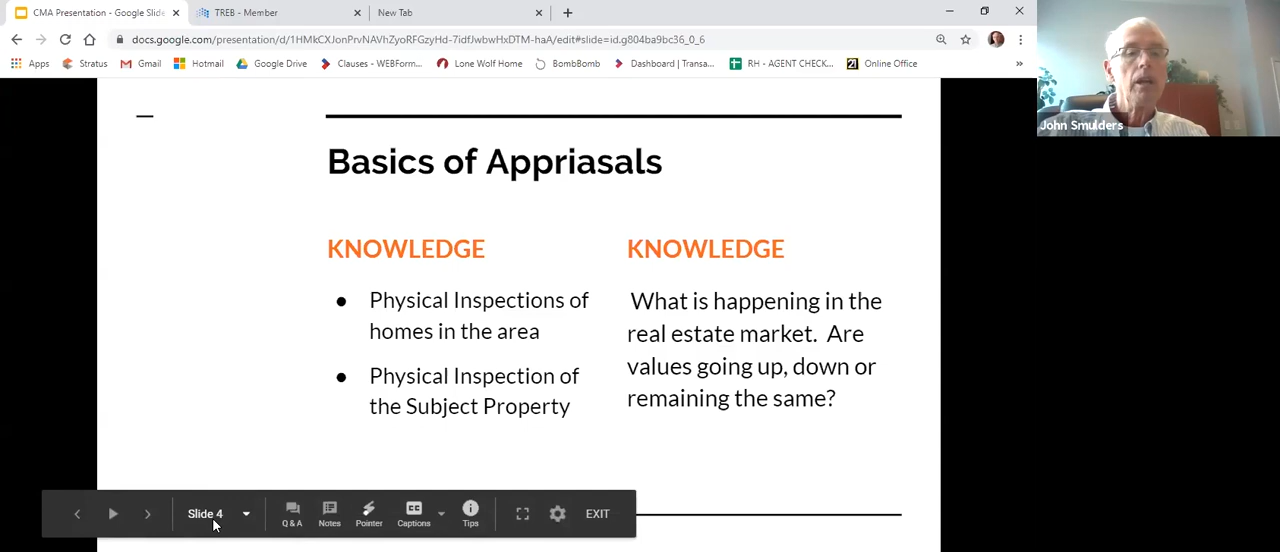 CMA Presentation - Google Slide
TREB - Member
New Tab
docs.google.com/presentation/d/1HMkCXJonPrvNAVhZyoRFGzyHd-7idfJwbwHxDTM-haA/edit#slide=id.g804ba9bc36_0_6
Apps
Stratus
Gmail
Hotmail
Google Drive
Clauses - WEBForm...
Lone Wolf Home
BombBomb
Dashboard | Transa...
RH - AGENT CHECK...
21
Online Office
John Smulders
Basics of Appriasals
KNOWLEDGE
Physical Inspections of
homes in the area
Physical Inspection of
the Subject Property
KNOWLEDGE
What is happening in the
real estate market. Are
values going up, down or
remaining the same?
Slide 4
Q & A
Notes
Pointer
CC
Captions
Tips
EXIT